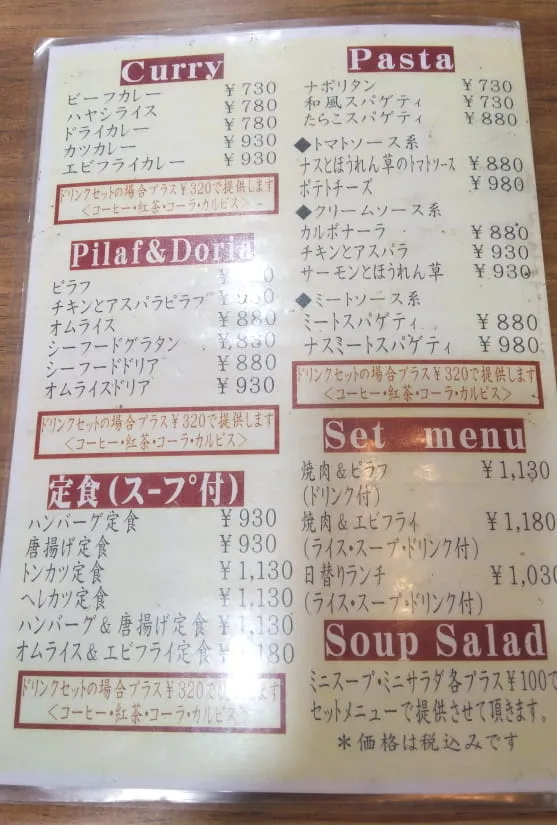 Curry
ビーフカレー ¥730
ハヤシライス ¥780
ドライカレー ¥780
カツカレー ¥930
エビフライカレー ¥930
ドリンクセットの場合プラス¥320で提供します
<コーヒー・紅茶・コーラ・カルピス>
Pilaf&Doria
ピラフ
チキンとアスパラピラフ
オムライス ¥880
シーフードグラタン
シーフードドリア ¥880
オムライスドリア ¥930
ドリンクセットの場合プラス¥320で提供します
<コーヒー・紅茶・コーラ・カルピス>
定食(スープ付)
ハンバーグ定食 ¥930
唐揚げ定食 ¥930
トンカツ定食 ¥1,130
ヘレカツ定食 ¥1,130
ハンバーグ&唐揚げ定食 ¥1,130
オムライス&エビフライ定食
ドリンクセットの場合プラス¥320で
<コーヒー・紅茶・コーラ・カルピス>
Pasta
ナポリタン ¥730
和風スパゲティ ¥730
たらこスパゲティ ¥880
◆トマトソース系
ナスとほうれん草のトマトソース ¥880
ポテトチーズ ¥980
◆クリームソース系
カルボナーラ ¥880
チキンとアスパラ ¥930
サーモンとほうれん草 ¥930
◆ミートソース系
ミートスパゲティ ¥880
ナスミートスパゲティ ¥980
ドリンクセットの場合プラス¥320で提供します
<コーヒー・紅茶・コーラ・カルピス>
Set menu
焼肉&ピラフ ¥1,130
(ドリンク付)
焼肉&エビフライ ¥1,180
(ライス・スープ・ドリンク付)
日替りランチ ¥1,030
(ライス・スープ・ドリンク付)
Soup Salad
ミニスープ・ミニサラダ各プラス¥100で
セットメニューで提供させて頂きます。
*価格は税込みです